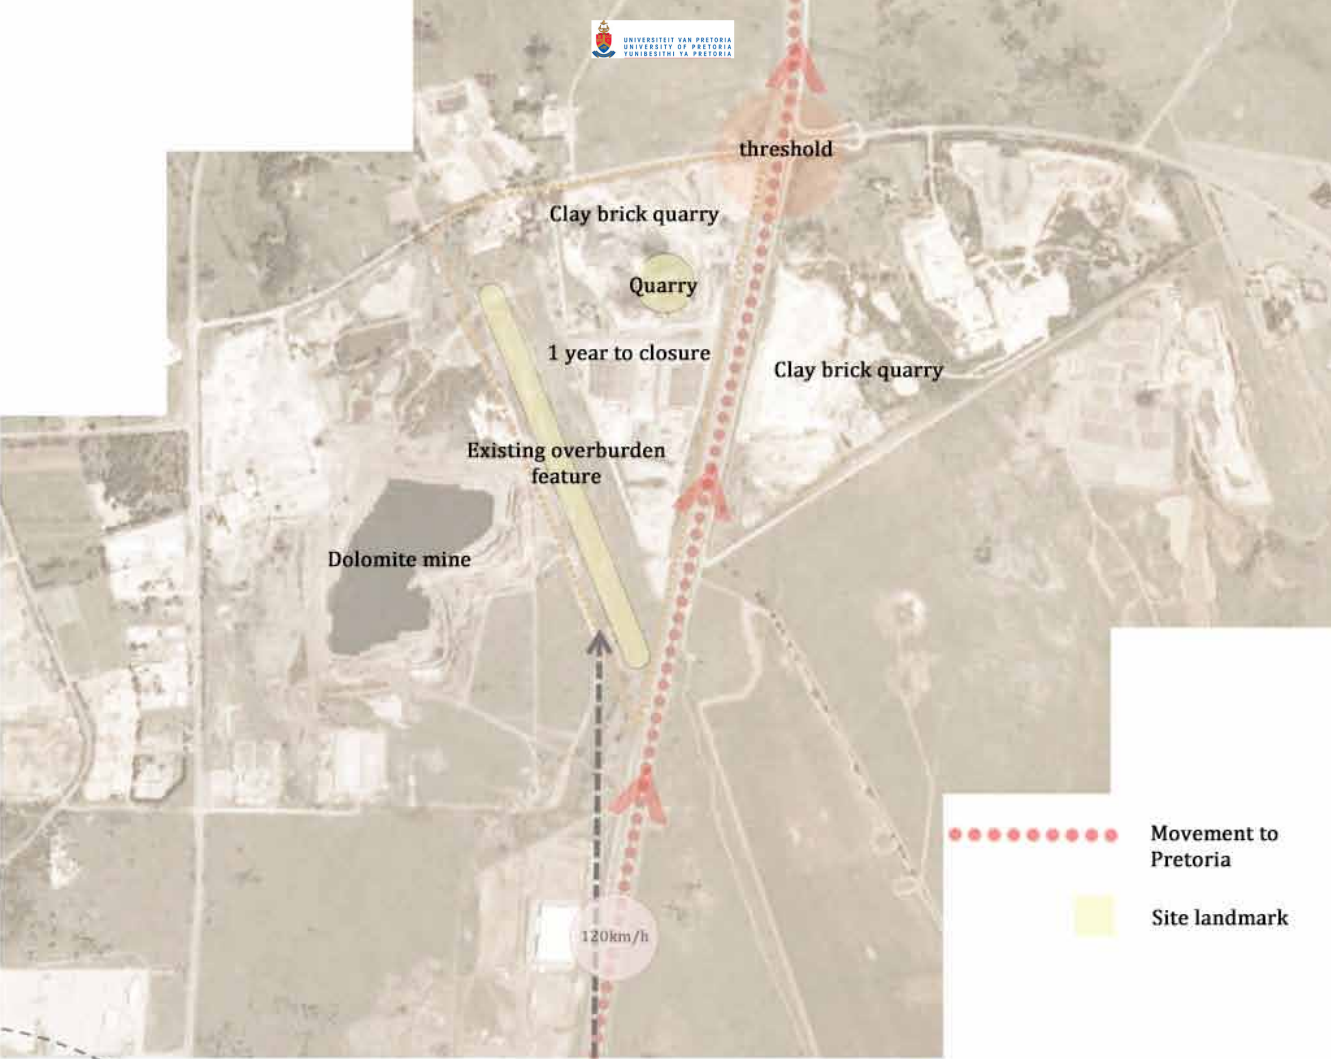 UNIVERSITEIT VAN PRETORIA
UNIVERSITY OF PRETORIA
YUNIBESITHI YA PRETORIA
threshold
Clay brick quarry
Quarry
1 year to closure
Clay brick quarry
Existing overburden
feature
Dolomite mine
Movement to
Pretoria
Site landmark
120km/h